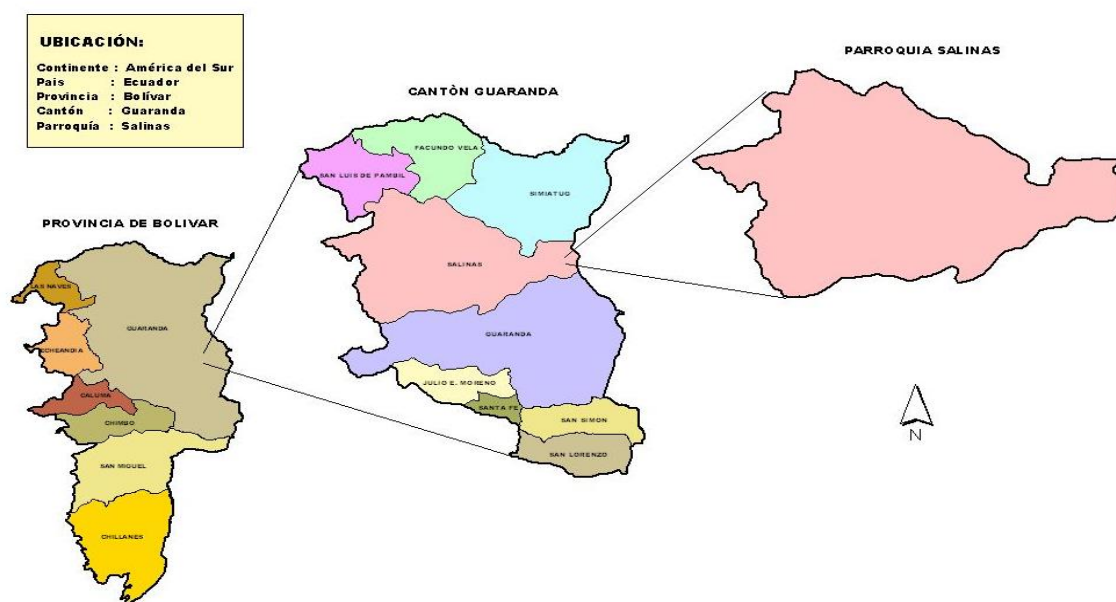 UBICACIÓN:
Continente : América del Sur
Pais : Ecuador
Provincia : Bolívar
Cantón : Guaranda
Parroquía : Salinas
PROVINCIA DE BOLIVAR
LAS NAVES
GUARANDA
ECHEANDIA
CALUMA
CHIMBO
SAN MIGUEL
CHILLANES
CANTÒN GUARANDA
FACUNDO VELA
SAN LUIS DE PAMBIL
SIMIATUG
SALINAS
GUARANDA
JULIO E. MORENO
SANTA FE
SAN SIMON
SAN LORENZO
PARROQUIA SALINAS
N